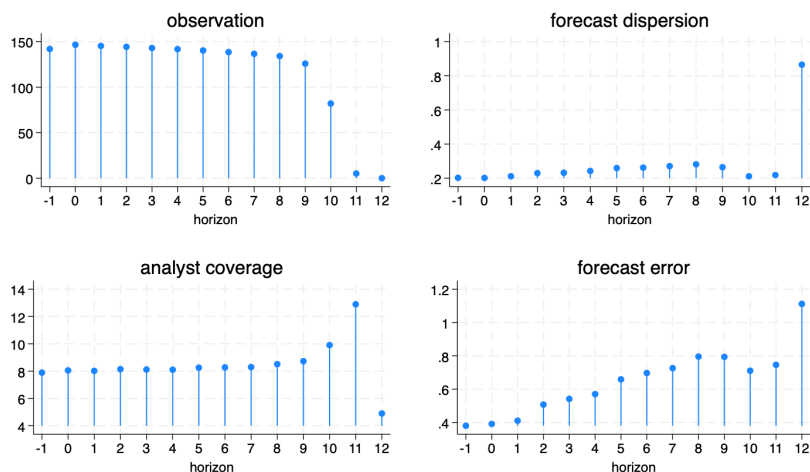 observation
150
100
50
0
-1 0 1 2 3 4 5 6 7 8 9 10 11 12
horizon
forecast dispersion
1
.8
.6
.4
.2
-1 0 1 2 3 4 5 6 7 8 9 10 11 12
horizon
analyst coverage
14
12
10
8
6
4
-1 0 1 2 3 4 5 6 7 8 9 10 11 12
horizon
forecast error
1.2
1
.8
.6
.4
-1 0 1 2 3 4 5 6 7 8 9 10 11 12
horizon